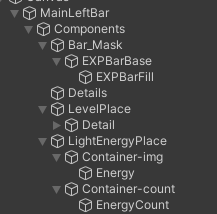 MainLeftBar
Components
Bar_Mask
EXPBarBase
EXPBarFill
Details
LevelPlace
Detail
LightEnergyPlace
Container-img
Energy
Container-count
EnergyCount